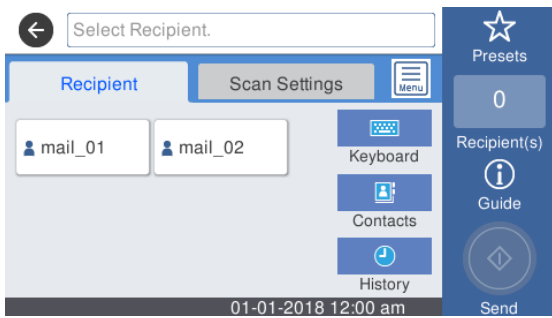 Select Recipient.
Presets
Recipient
Scan Settings
Menu
0
Recipient(s)
mail_01
mail_02
Keyboard
Contacts
History
Guide
01-01-2018 12:00 am
Send